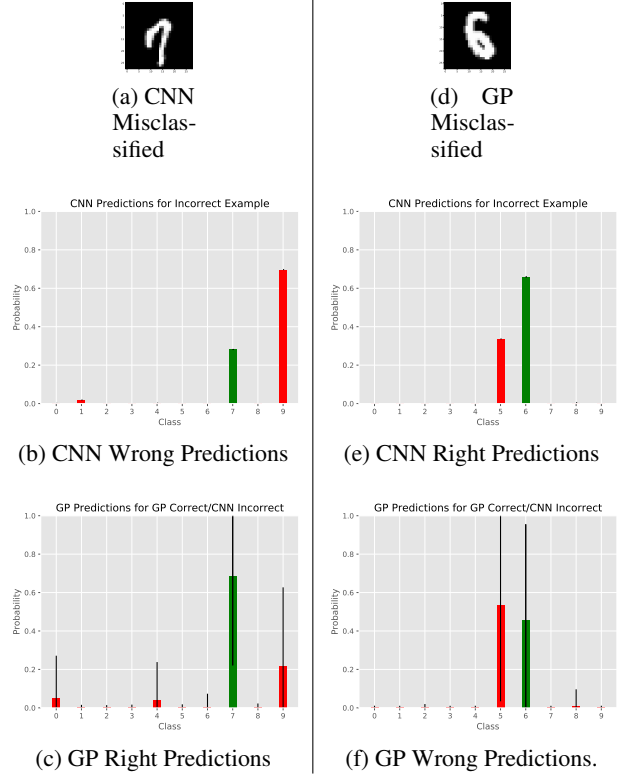 (a) CNN
Misclas-
sified
CNN Predictions for Incorrect Example
1.0
0.8
0.6
0.4
0.2
0.0
Probability
0 1 2 3 4 5 6 7 8 9
Class
(b) CNN Wrong Predictions
GP Predictions for GP Correct/CNN Incorrect
1.0
0.8
0.6
0.4
0.2
0.0
Probability
0 1 2 3 4 5 6 7 8 9
Class
(c) GP Right Predictions
(d) GP
Misclas-
sified
CNN Predictions for Incorrect Example
1.0
0.8
0.6
0.4
0.2
0.0
Probability
0 1 2 3 4 5 6 7 8 9
Class
(e) CNN Right Predictions
GP Predictions for GP Correct/CNN Incorrect
1.0
0.8
0.6
0.4
0.2
0.0
Probability
0 1 2 3 4 5 6 7 8 9
Class
(f) GP Wrong Predictions.